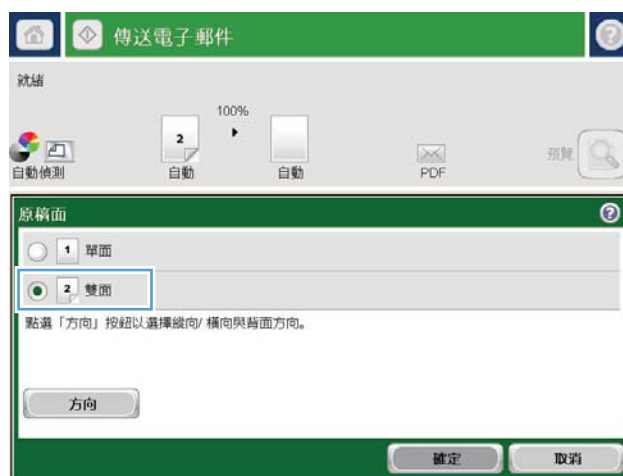 傳送電子郵件
就緒
100%
2
自動偵測 自動 自動 PDF 預覽
原稿面
1 單面
2 雙面
點選「方向」按鈕以選擇縱向/橫向與背面方向。
方向
確定 取消